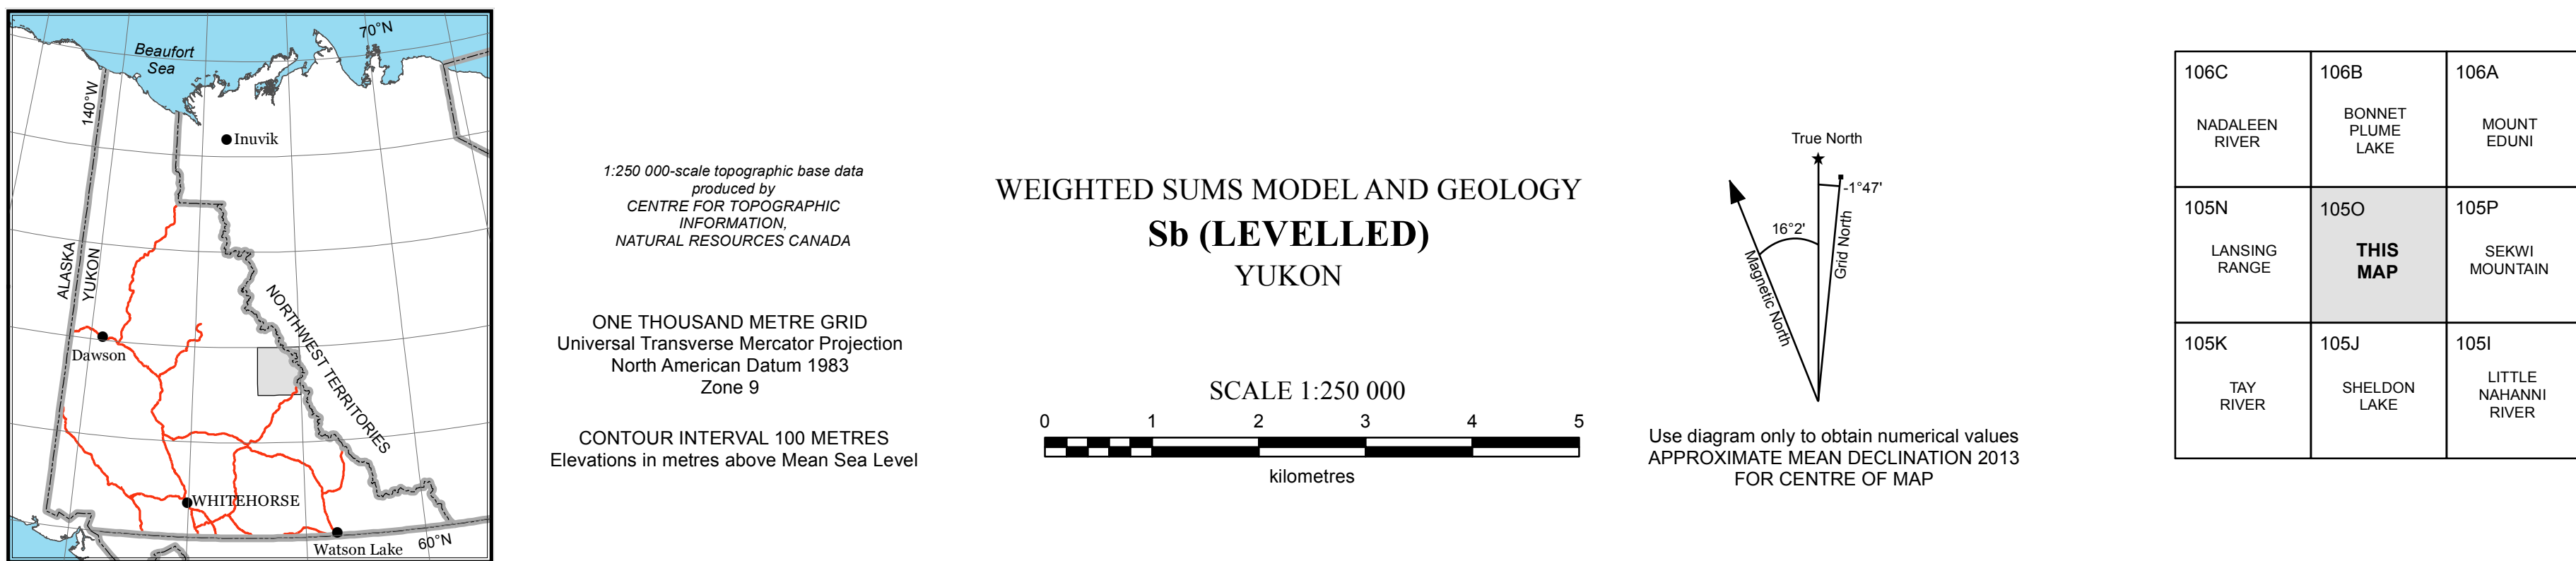 70°N
Beaufort
Sea
140°W
Inuvik
ALASKA
YUKON
NORTHWEST TERRITORIES
Dawson
WHITEHORSE
Watson Lake
60°N
1:250 000-scale topographic base data
produced by
CENTRE FOR TOPOGRAPHIC
INFORMATION,
NATURAL RESOURCES CANADA
ONE THOUSAND METRE GRID
Universal Transverse Mercator Projection
North American Datum 1983
Zone 9
CONTOUR INTERVAL 100 METRES
Elevations in metres above Mean Sea Level
WEIGHTED SUMS MODEL AND GEOLOGY
Sb (LEVELLED)
YUKON
SCALE 1:250 000
0 1 2 3 4 5
kilometres
True North
-1°47'
16°2'
Magnetic North
Grid North
Use diagram only to obtain numerical values
APPROXIMATE MEAN DECLINATION 2013
FOR CENTRE OF MAP
106C
NADALEEN
RIVER
106B
BONNET
PLUME
LAKE
106A
MOUNT
EDUNI
105N
LANSING
RANGE
105O
THIS
MAP
105P
SEKWI
MOUNTAIN
105K
TAY
RIVER
105J
SHELDON
LAKE
105I
LITTLE
NAHANNI
RIVER